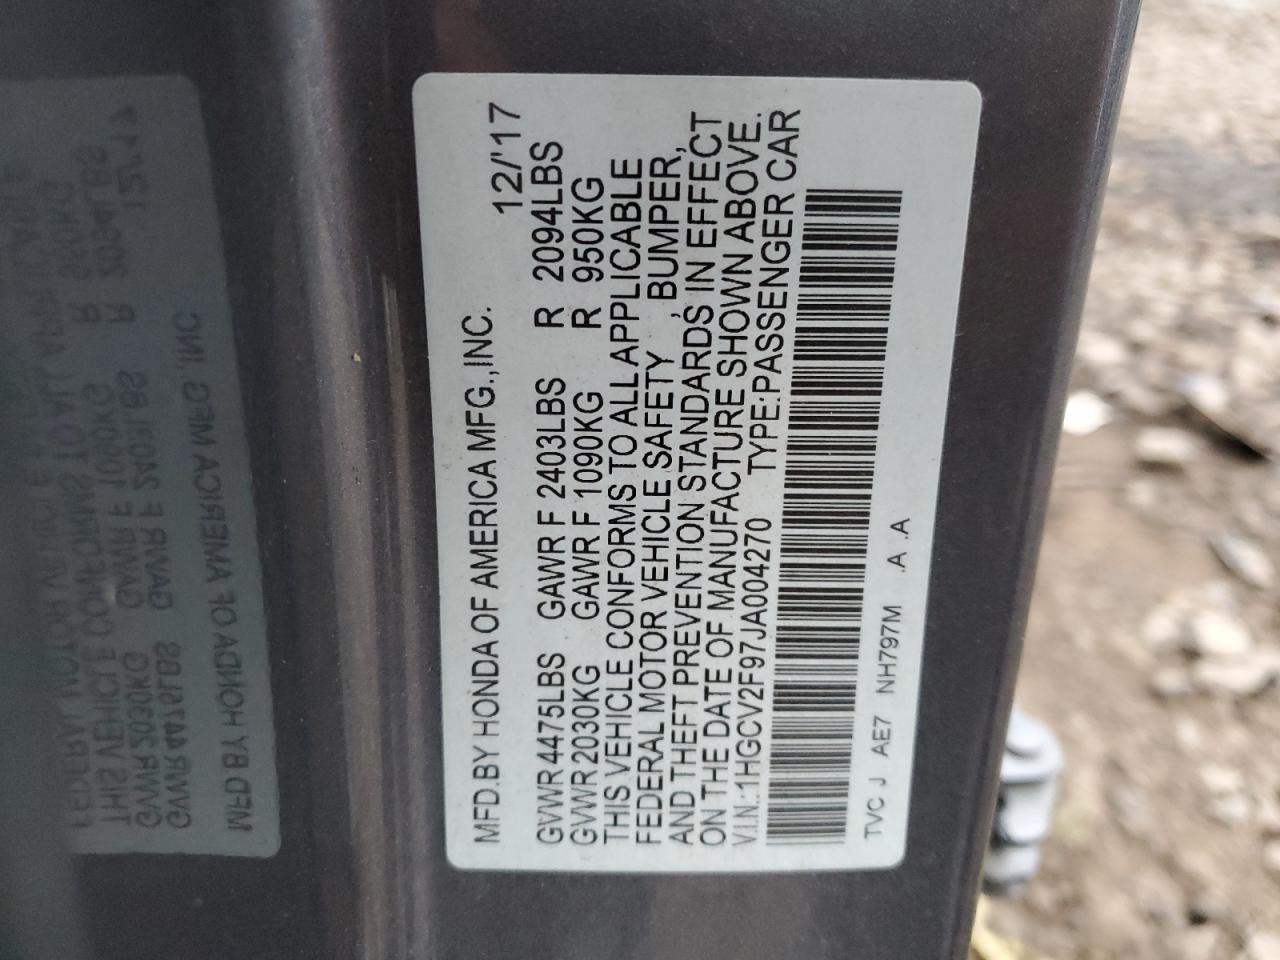 MFD.BY HONDA OF AMERICA MFG.,INC. 12/'17
GVWR 4475LBS GAWR F 2403LBS R 2094LBS
GVWR 2030KG GAWR F 1090KG R 950KG
THIS VEHICLE CONFORMS TO ALL APPLICABLE
FEDERAL MOTOR VEHICLE SAFETY , BUMPER,
AND THEFT PREVENTION STANDARDS IN EFFECT
ON THE DATE OF MANUFACTURE SHOWN ABOVE.
V.I.N.:1HGCV2F97JA004270 TYPE:PASSENGER CAR
TVC J AE7 NH797M .A .A